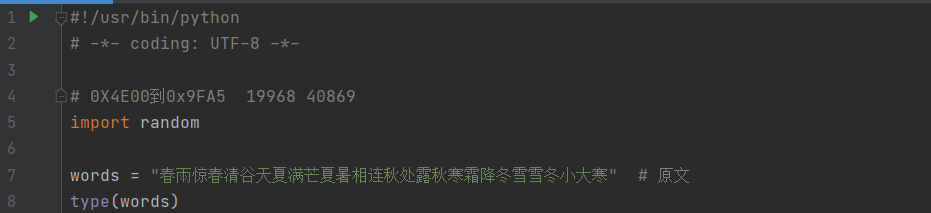 1 #!/usr/bin/python
2 # -*- coding: UTF-8 -*-
3
4 # 0X4E00到0x9FA5  19968 40869
5 import random
6
7 words = "春雨惊春清谷天夏满芒夏暑相连秋处露秋寒霜降冬雪雪冬小大寒"  # 原文
8 type(words)